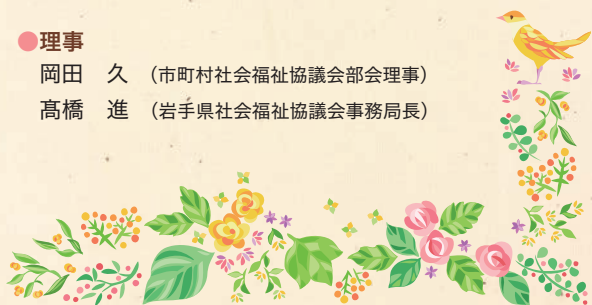 ●理事
岡田　久　（市町村社会福祉協議会部会理事）
髙橋　進　（岩手県社会福祉協議会事務局長）